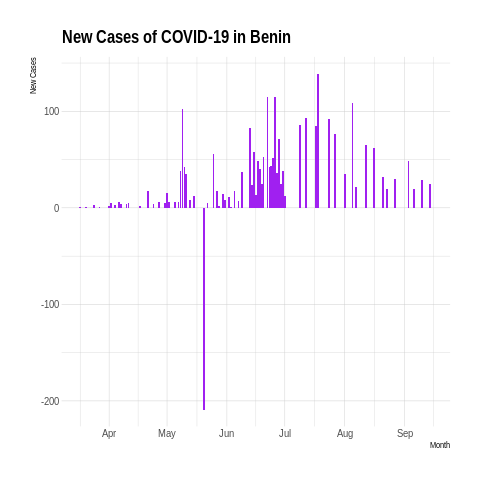 New Cases of COVID-19 in Benin
New Cases
100
0
-100
-200
Apr May Jun Jul Aug Sep
Month